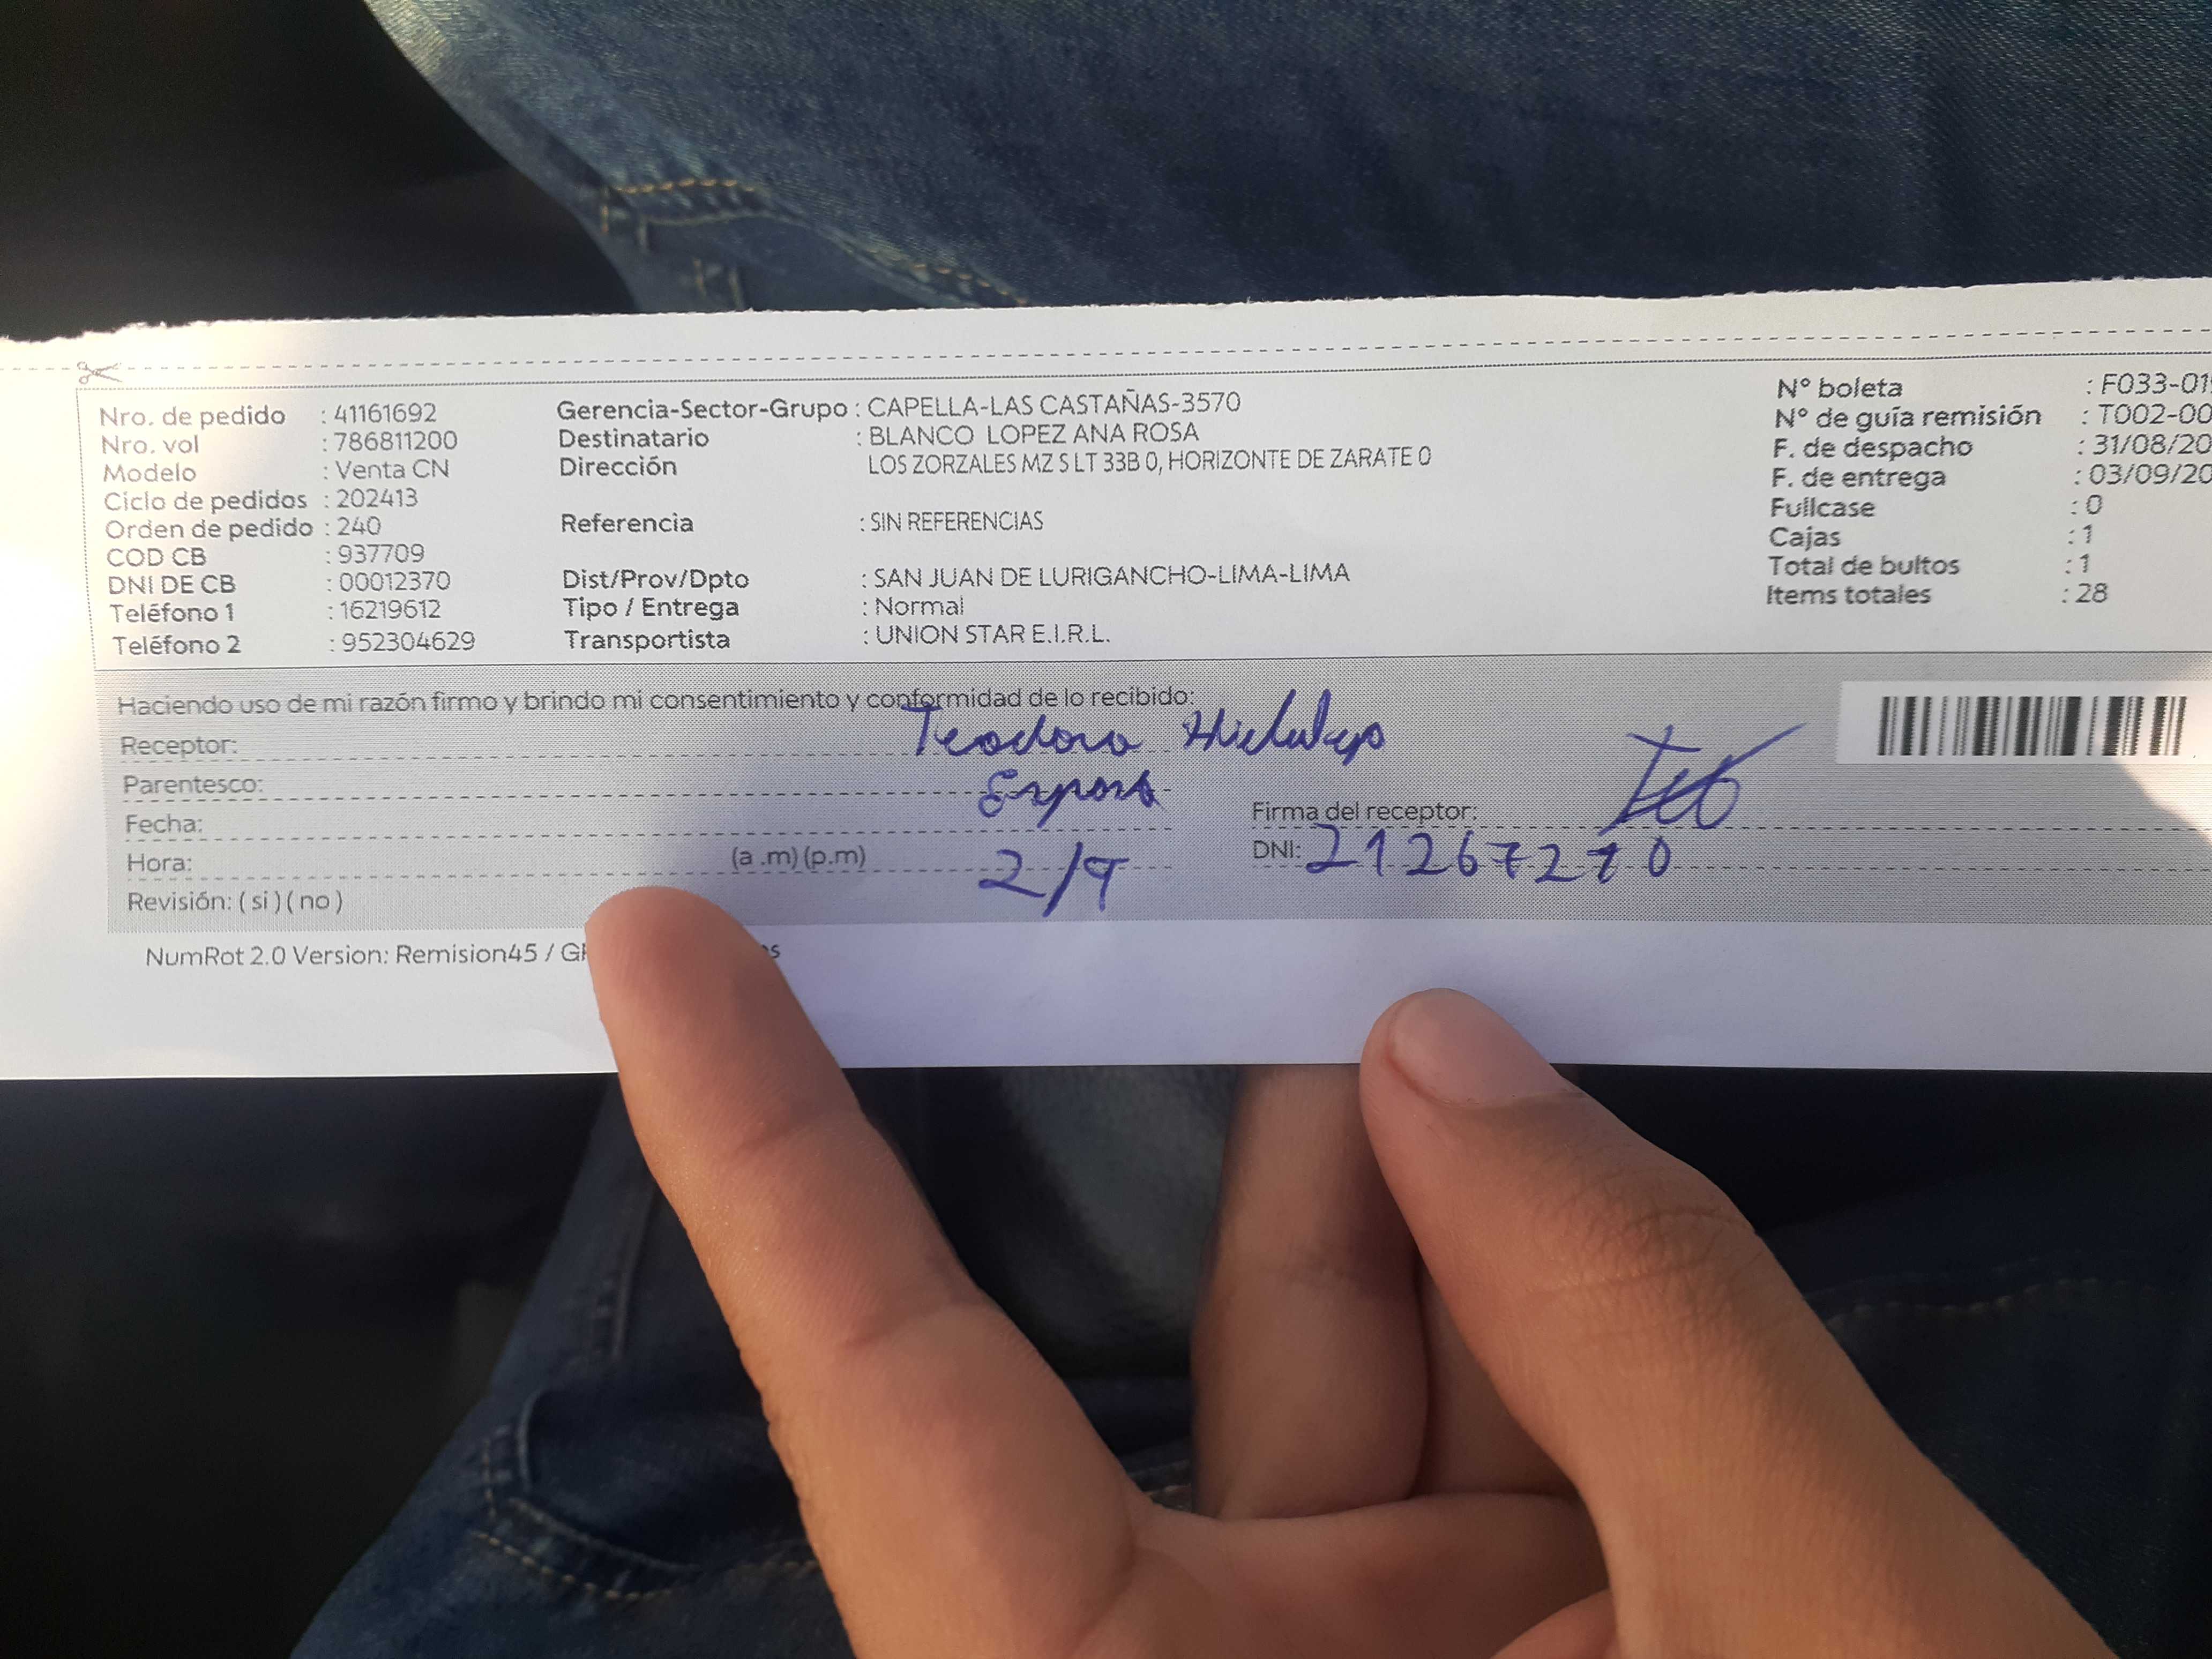 Nro. de pedido : 41161692
Nro. vol : 786811200
Modelo : Venta CN
Ciclo de pedidos : 202413
Orden de pedido : 240
COD CB : 937709
DNI DE CB : 00012370
Teléfono 1 : 16219612
Teléfono 2 : 952304629
Gerencia-Sector-Grupo : CAPELLA-LAS CASTAÑAS-3570
Destinatario : BLANCO LOPEZ ANA ROSA
Dirección LOS ZORZALES MZ S LT 33B 0, HORIZONTE DE ZARATE 0
Referencia : SIN REFERENCIAS
Dist/Prov/Dpto : SAN JUAN DE LURIGANCHO-LIMA-LIMA
Tipo / Entrega : Normal
Transportista : UNION STAR E.I.R.L.
N° boleta : F033-01
N° de guía remisión : T002-00
F. de despacho : 31/08/20
F. de entrega : 03/09/20
Fullcase : 0
Cajas : 1
Total de bultos : 1
Items totales : 28
Haciendo uso de mi razón firmo y brindo mi consentimiento y conformidad de lo recibido:
Receptor: Teodoro Hidalgo
Parentesco:
Fecha:
Hora: (a .m) (p.m) 2/9
Revisión: ( si ) ( no )
Firma del receptor:
DNI: 21267270
NumRot 2.0 Version: Remision45 /